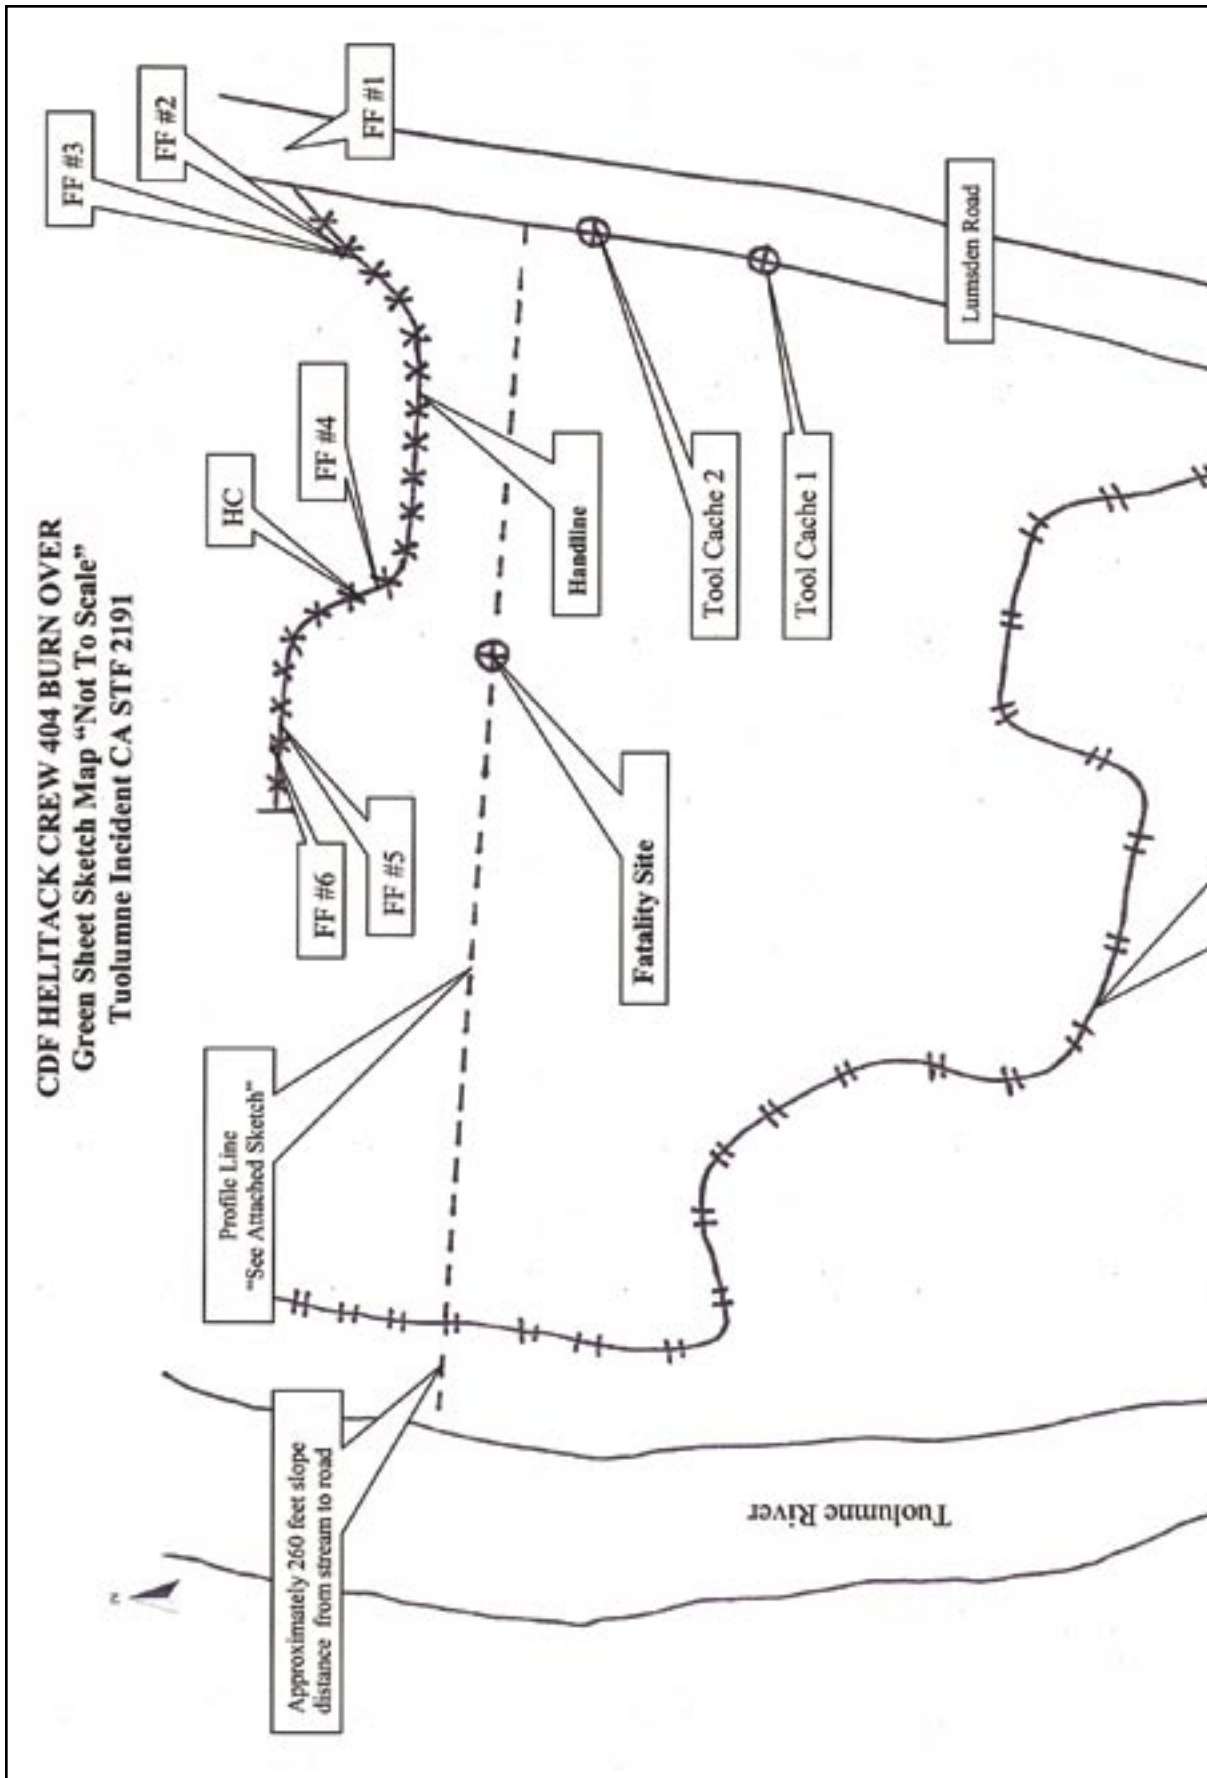 CDF HELITACK CREW 404 BURN OVER
Green Sheet Sketch Map “Not To Scale”
Tuolumne Incident CA STF 2191
FF #3
FF #2
FF #1
HC
FF #4
FF #6
FF #5
Handline
Profile Line
"See Attached Sketch"
Approximately 260 feet slope
distance from stream to road
Fatality Site
Tool Cache 2
Tool Cache 1
Lumsden Road
Tuolumne River
N